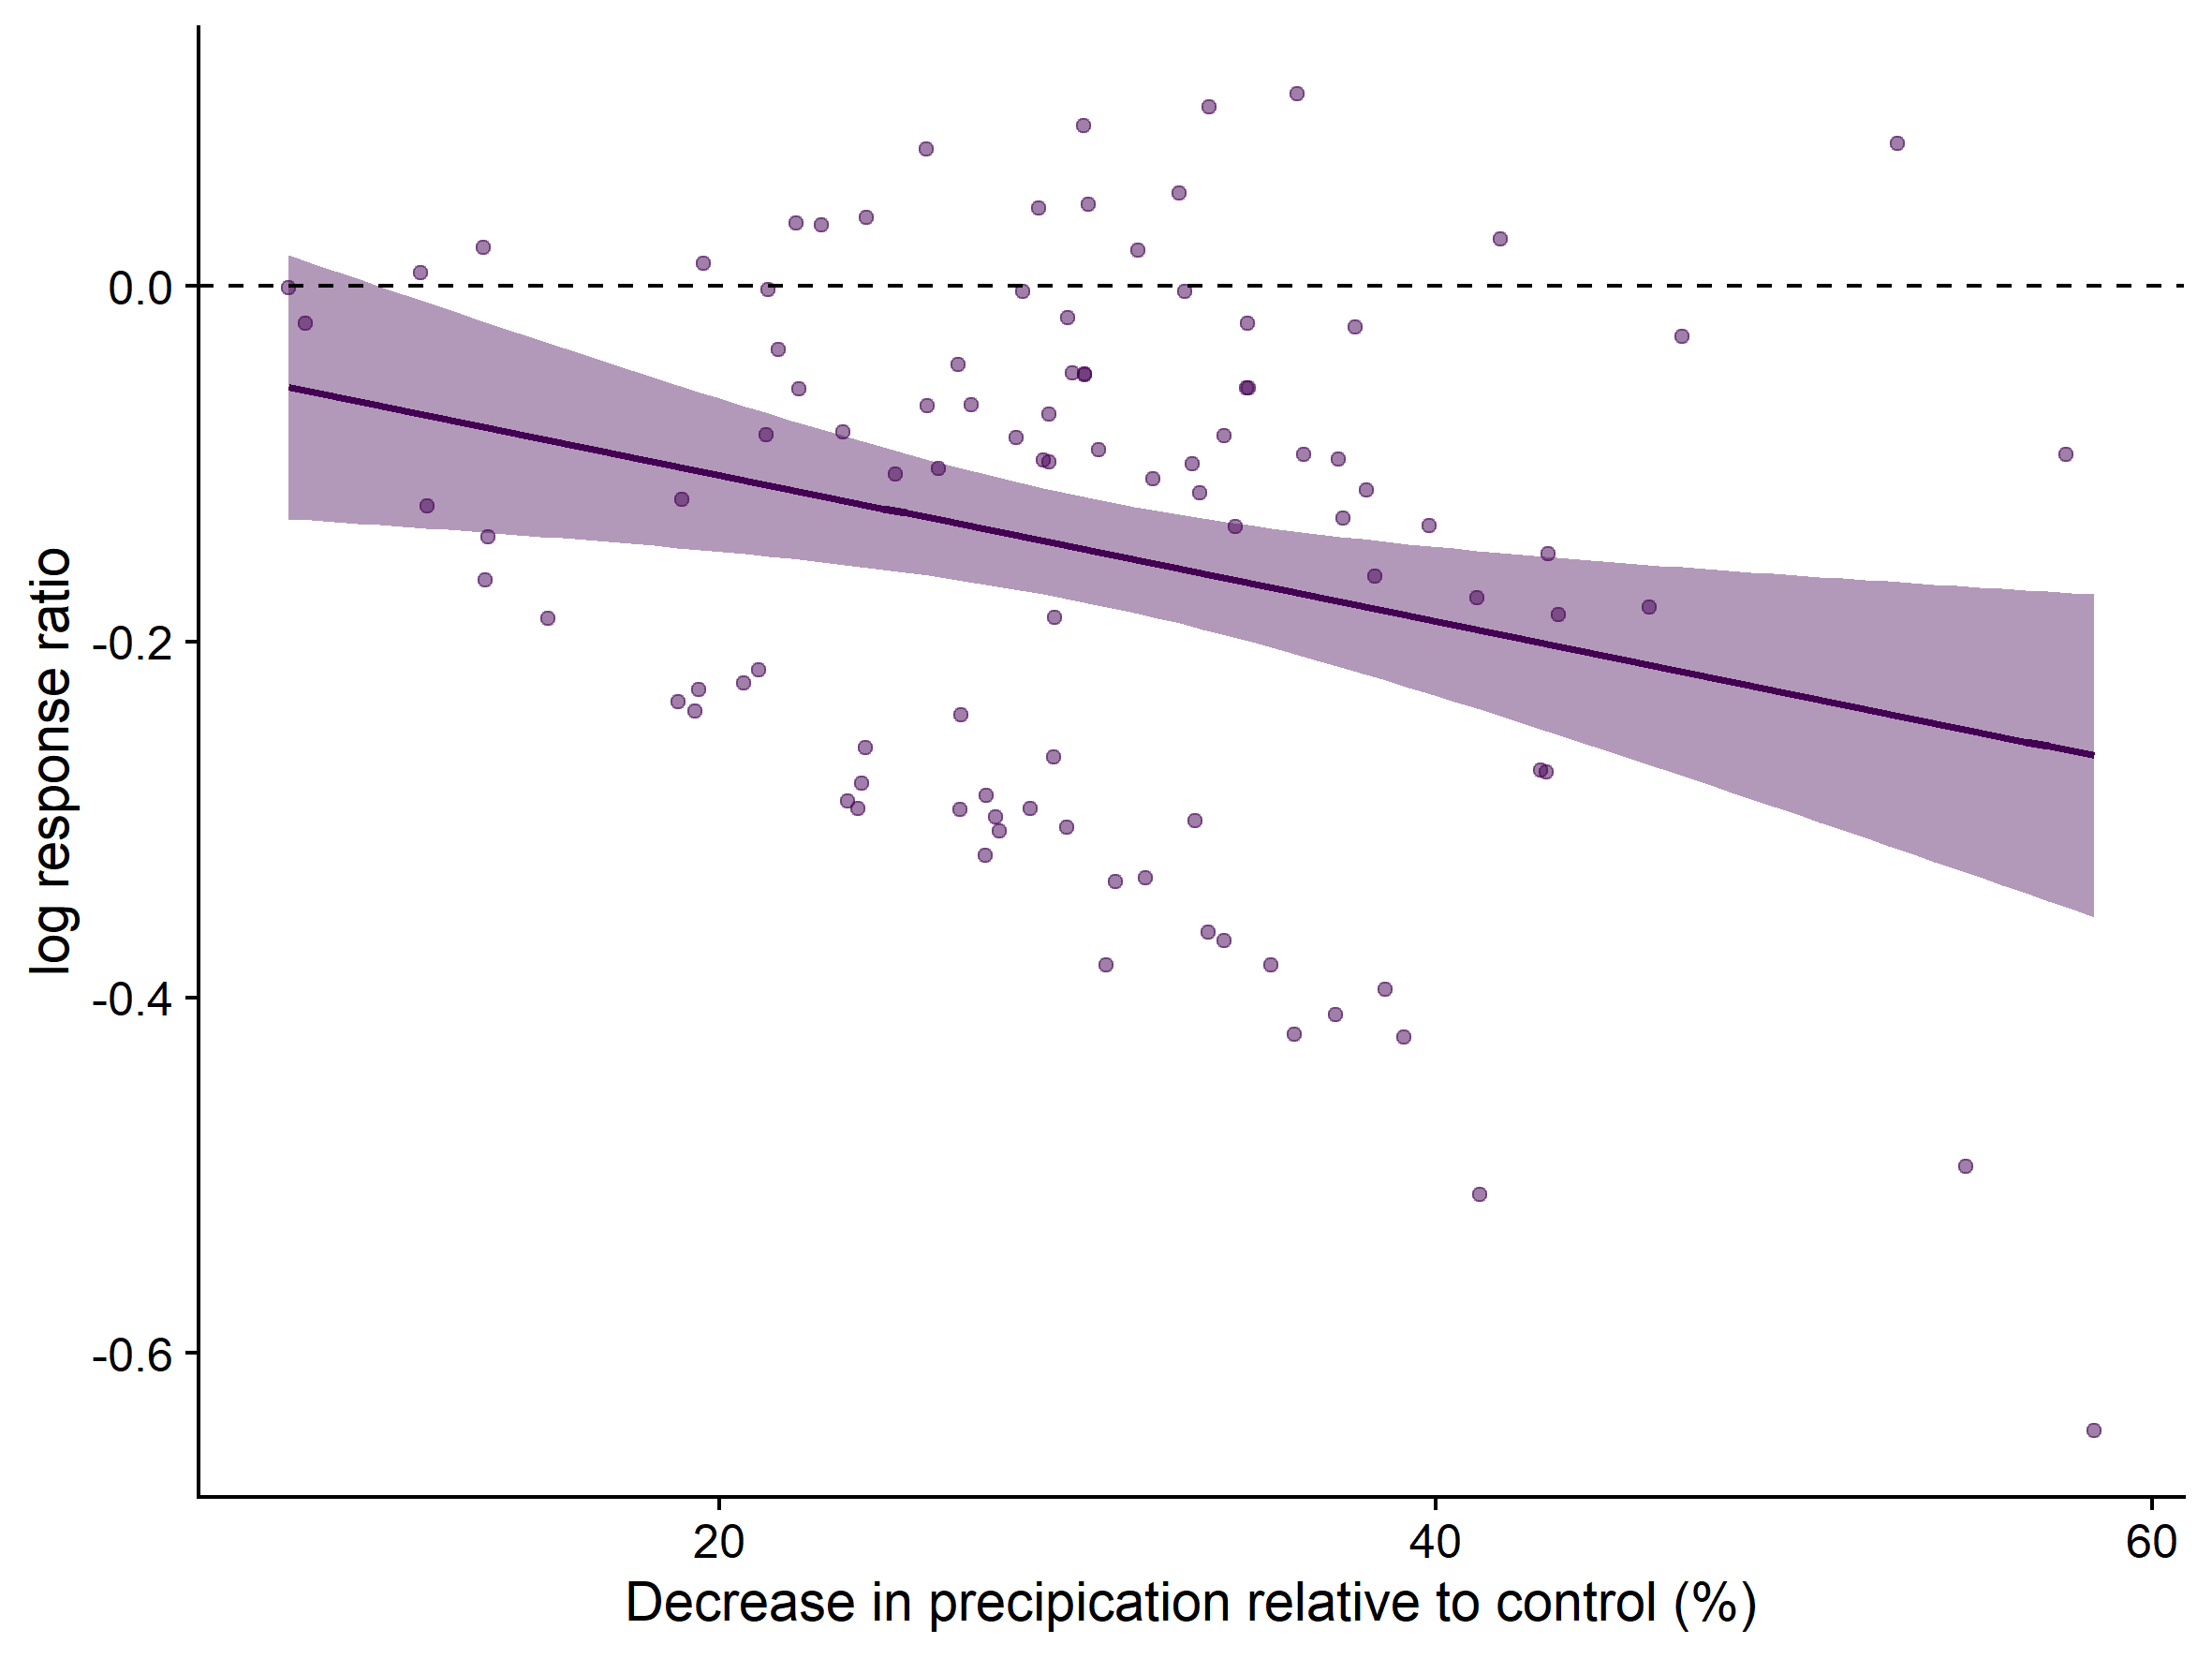 0.0
-0.2
-0.4
-0.6
log response ratio
20 40 60
Decrease in precipication relative to control (%)